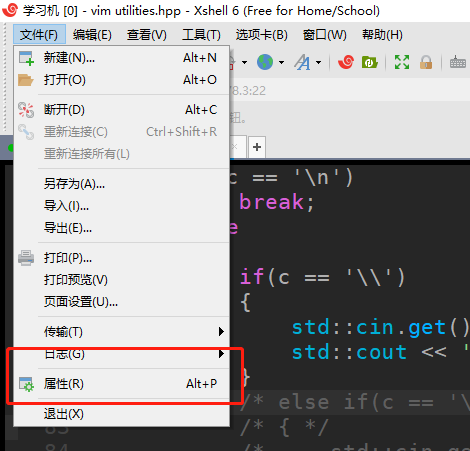 学习机 [0] - vim utilities.hpp - Xshell 6 (Free for Home/School)
文件(F) 编辑(E) 查看(V) 工具(T) 选项卡(B) 窗口(W) 帮助(H)
新建(N)... Alt+N
打开(O) Alt+O
8.3:22
断开(D) Alt+C
钮。
重新连接(C) Ctrl+Shift+R
重新连接所有(L)
另存为(A)...
c == '\n')
导入(I)...
break;
导出(E)...
e
打印(P)...
打印预览(V)
if(c == '\\')
页面设置(U)...
{
传输(T)
std::cin.get()
日志(G)
std::cout << '
属性(R) Alt+P
}
/* else if(c == '\
退出(X)
/* { */
84 /* std::cin.ge